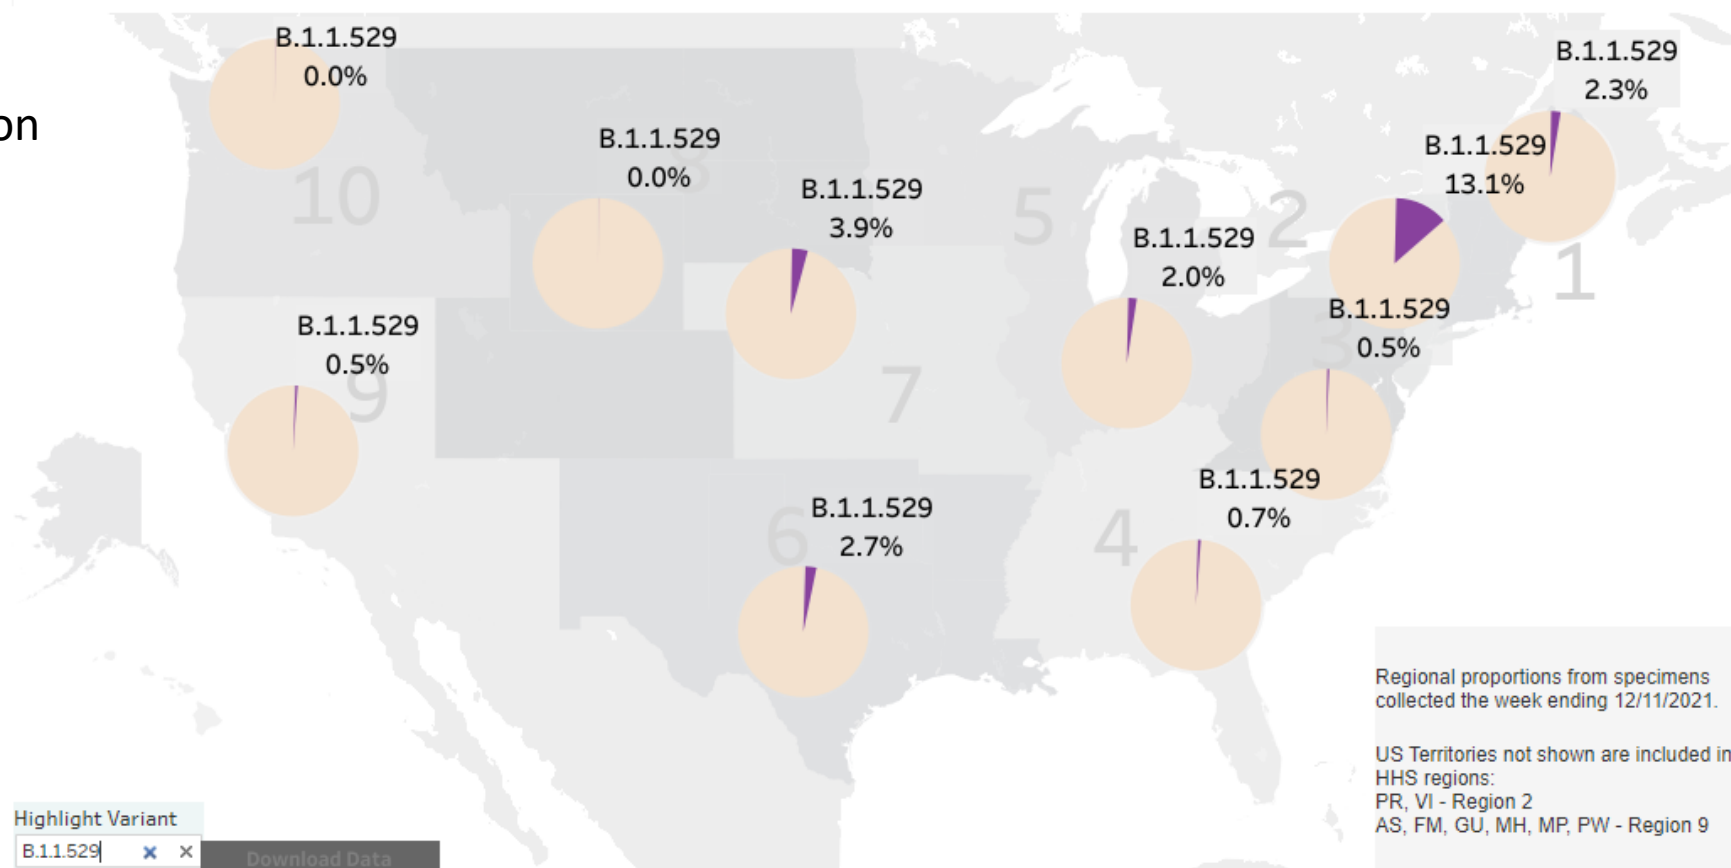 on
B.1.1.529
0.0%
10
B.1.1.529
0.0%
8
B.1.1.529
3.9%
5
B.1.1.529
2.0%
2
B.1.1.529
13.1%
B.1.1.529
2.3%
1
B.1.1.529
0.5%
9
7
B.1.1.529
0.5%
3
B.1.1.529
2.7%
6
B.1.1.529
0.7%
4
Regional proportions from specimens
collected the week ending 12/11/2021.
US Territories not shown are included in
HHS regions:
PR, VI - Region 2
AS, FM, GU, MH, MP, PW - Region 9
Highlight Variant
B.1.1.529
Download Data